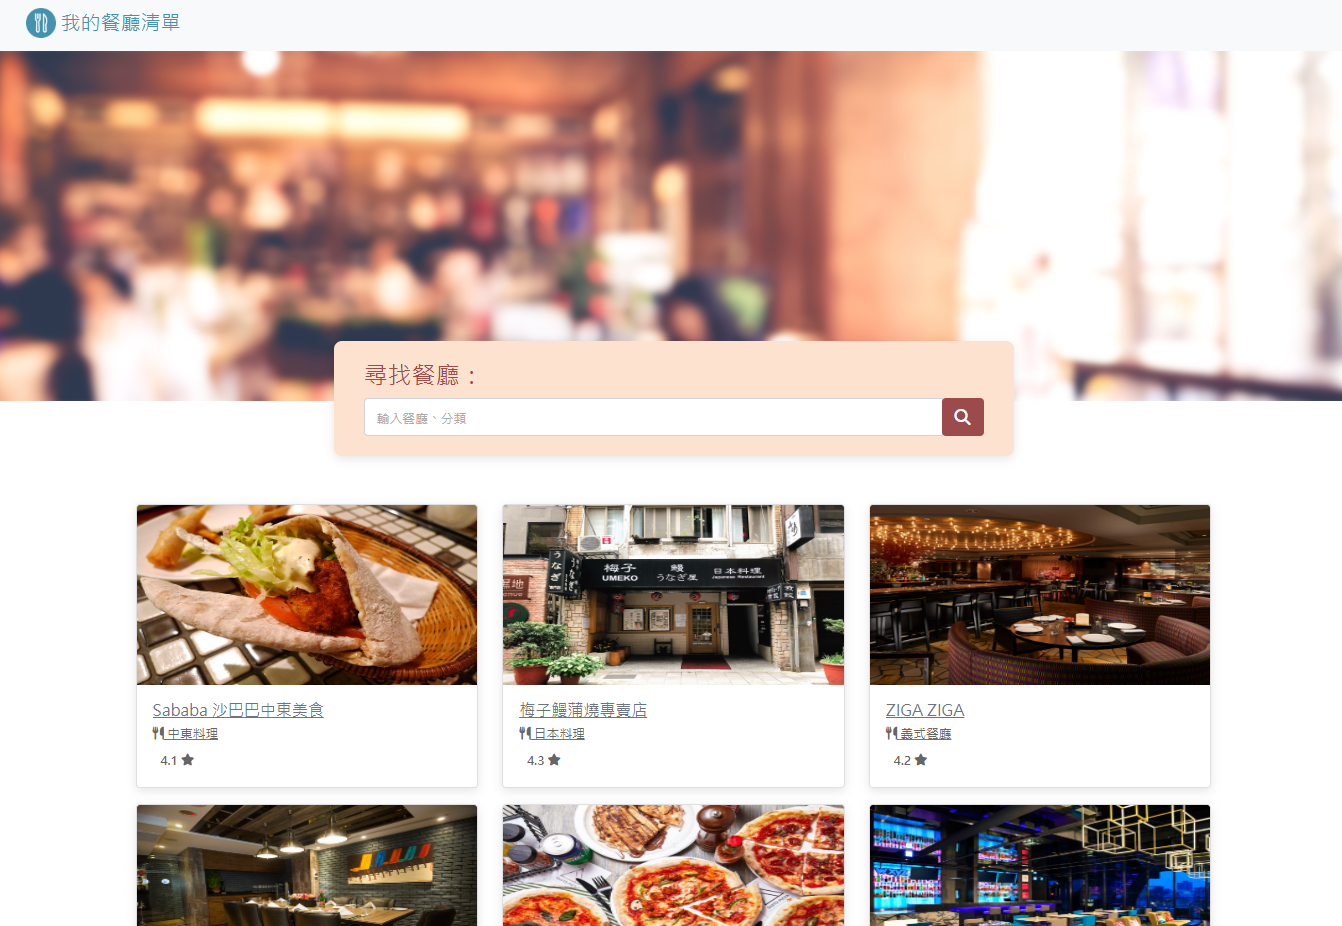 我的餐廳清單
尋找餐廳：
輸入餐廳、分類
梅子 鰻 日本料理
UMEKO うなぎ屋 Japanese Restaurant
うなぎ
Sababa 沙巴巴中東美食
中東料理
4.1
梅子鰻蒲燒專賣店
日本料理
4.3
ZIGA ZIGA
義式餐廳
4.2